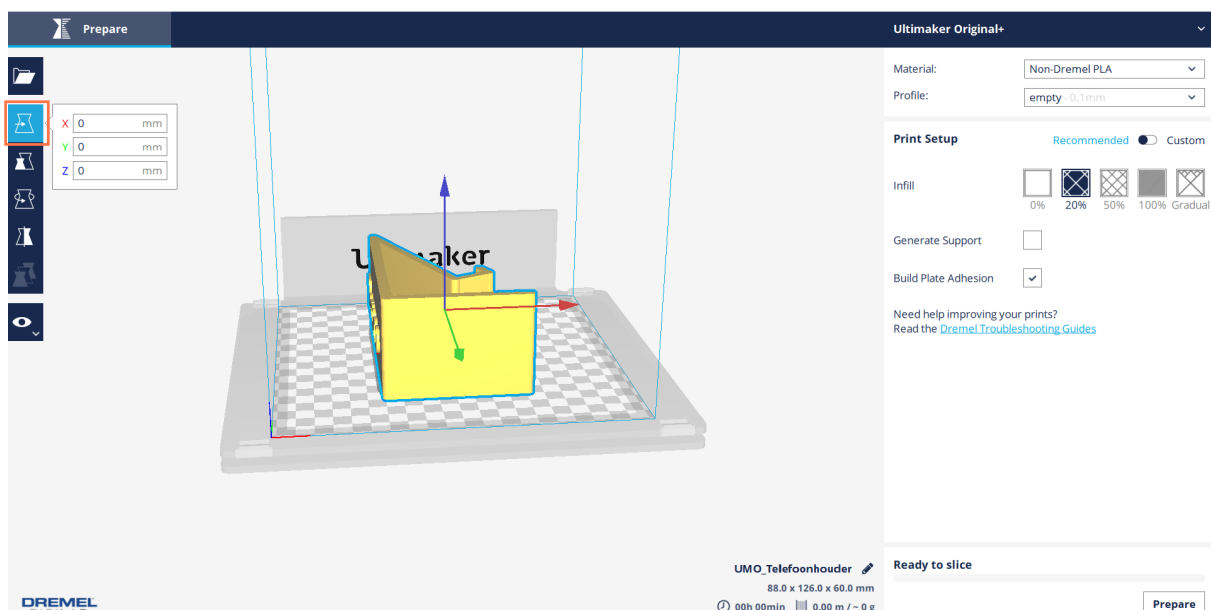 Prepare
Ultimaker Original+
Material:
Non-Dremel PLA
Profile:
empty - 0.1mm
X 0 mm
Y 0 mm
Z 0 mm
Print Setup
Recommended
Custom
Infill
0% 20% 50% 100% Gradual
Generate Support
Build Plate Adhesion
Need help improving your prints?
Read the Dremel Troubleshooting Guides
UMO_Telefoonhouder
88.0 x 126.0 x 60.0 mm
00h 00min
0.00 m / ~ 0 g
Ready to slice
Prepare
DREMEL